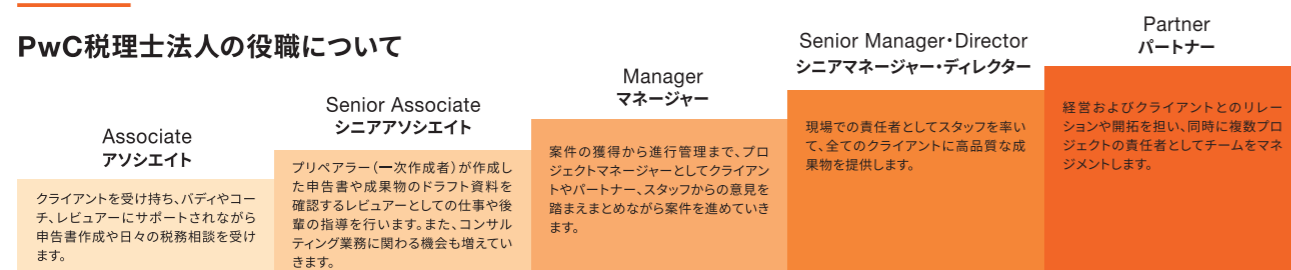 PwC税理士法人の役職について
Associate
アソシエイト
クライアントを受け持ち、バディやコー
チ、レビュアーにサポートされながら
申告書作成や日々の税務相談を受け
ます。
Senior Associate
シニアアソシエイト
プリペアラー（一次作成者）が作成し
た申告書や成果物のドラフト資料を
確認するレビュアーとしての仕事や後
輩の指導を行います。また、コンサル
ティング業務に関わる機会も増えてい
きます。
Manager
マネージャー
案件の獲得から進行管理まで、プロ
ジェクトマネージャーとしてクライアン
トやパートナー、スタッフからの意見を
踏まえまとめながら案件を進めていき
ます。
Senior Manager・Director
シニアマネージャー・ディレクター
現場での責任者としてスタッフを率い
て、全てのクライアントに高品質な成
果物を提供します。
Partner
パートナー
経営およびクライアントとのリレー
ションや開拓を担い、同時に複数プロ
ジェクトの責任者としてチームをマネ
ジメントします。